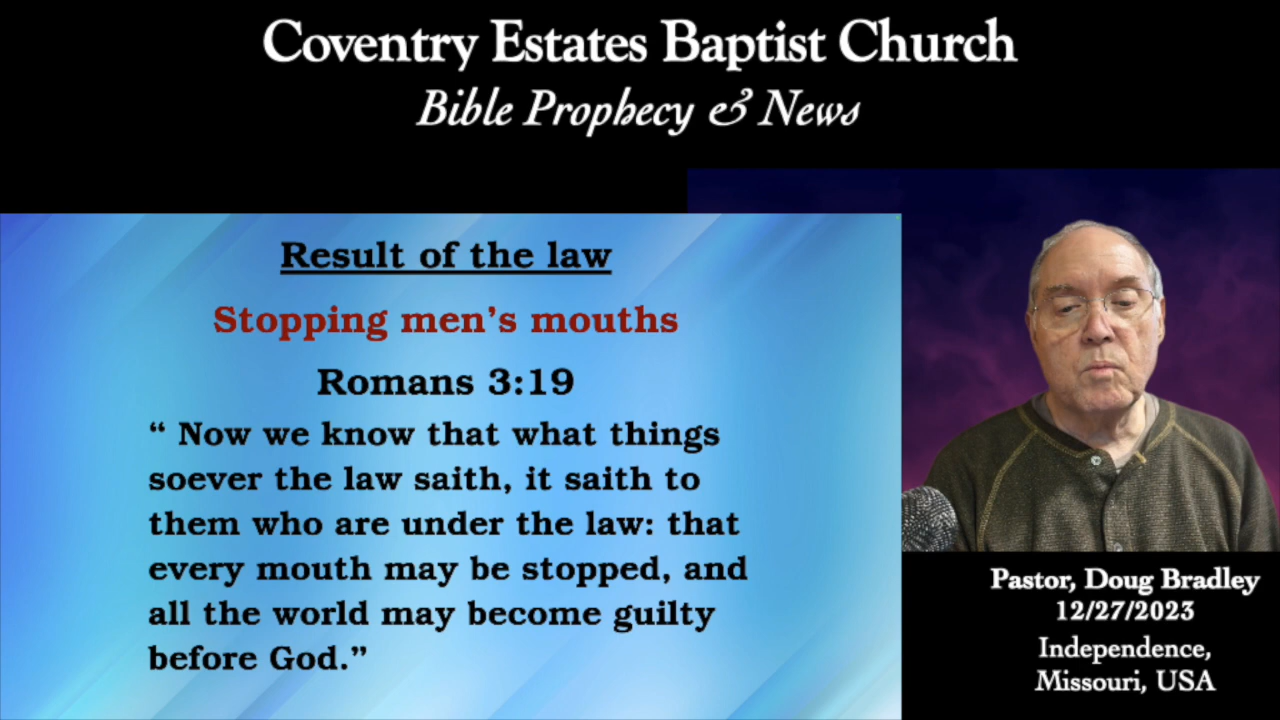 Coventry Estates Baptist Church
Bible Prophecy & News
Result of the law
Stopping men’s mouths
Romans 3:19
“ Now we know that what things
soever the law saith, it saith to
them who are under the law: that
every mouth may be stopped, and
all the world may become guilty
before God.”
Pastor, Doug Bradley
12/27/2023
Independence,
Missouri, USA